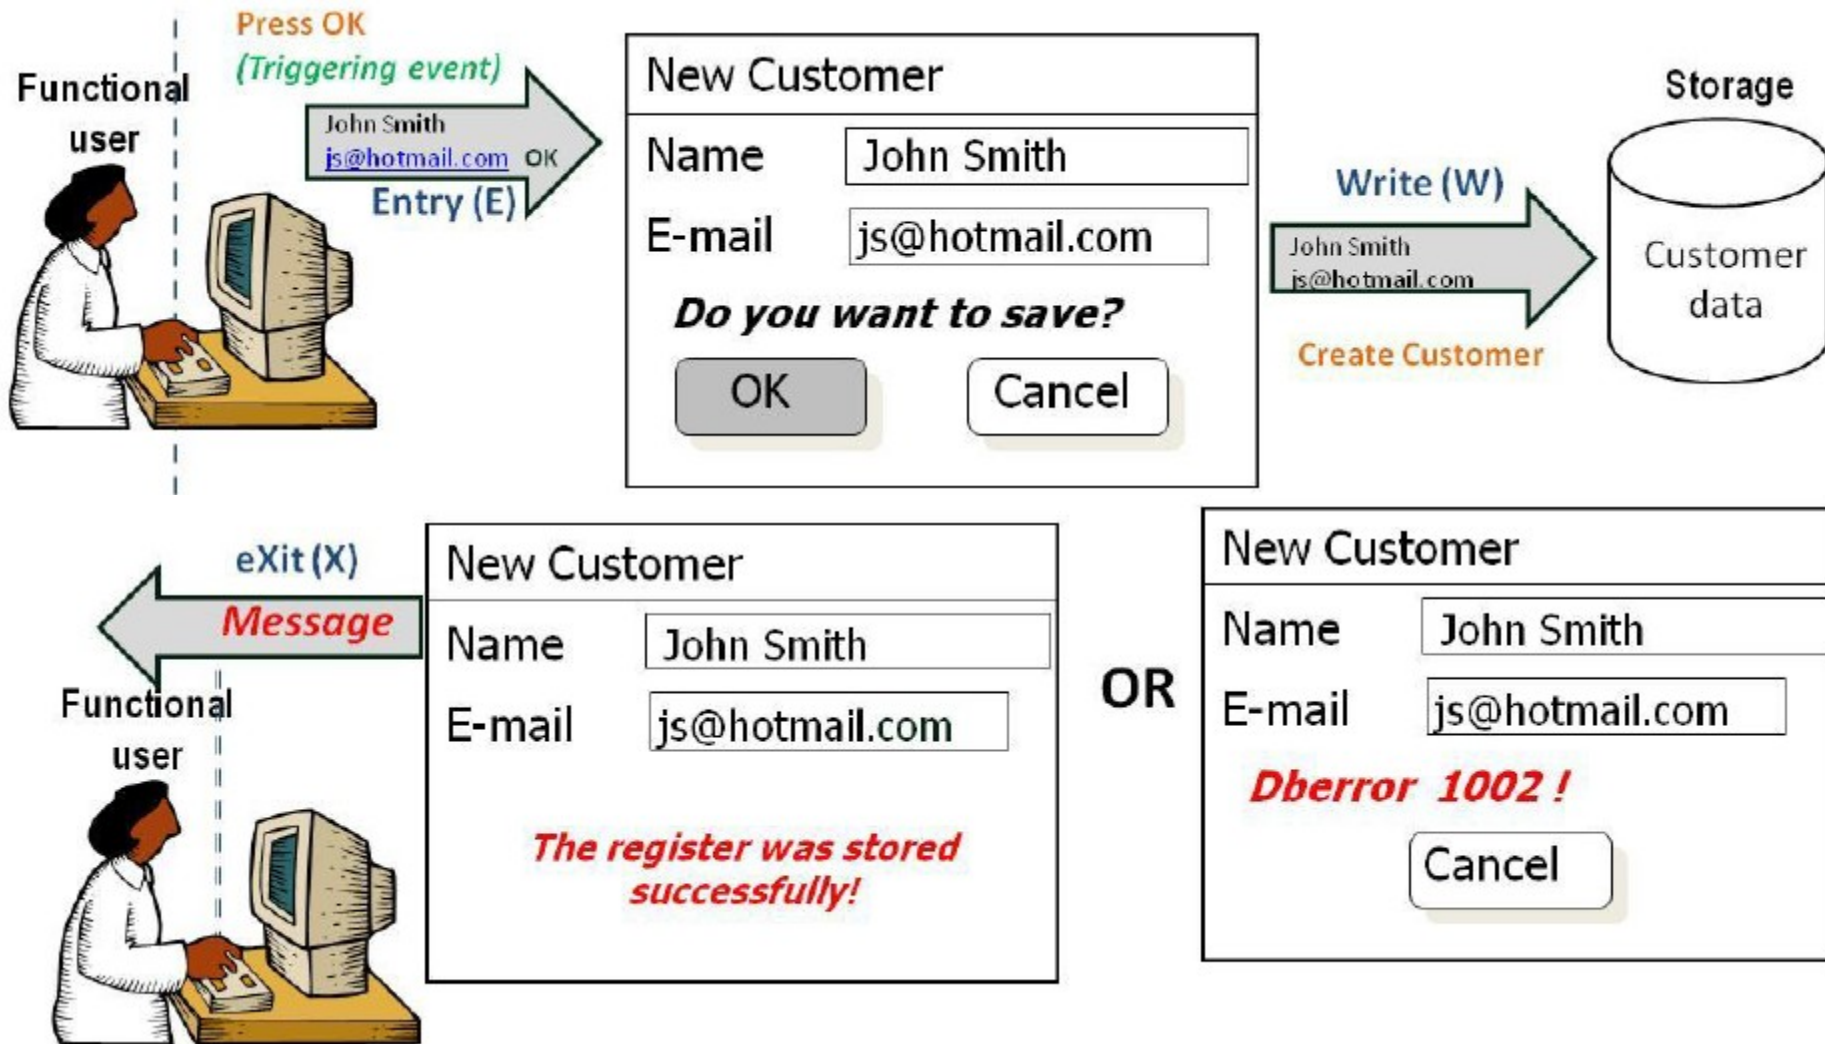 Press OK
(Triggering event)
Functional
user
John Smith
js@hotmail.com OK
Entry (E)
New Customer
Name John Smith
E-mail js@hotmail.com
Do you want to save?
OK Cancel
Write (W)
John Smith
js@hotmail.com
Create Customer
Storage
Customer
data
eXit (X)
Message
Functional
user
New Customer
Name John Smith
E-mail js@hotmail.com
The register was stored
successfully!
OR
New Customer
Name John Smith
E-mail js@hotmail.com
Dberror 1002 !
Cancel